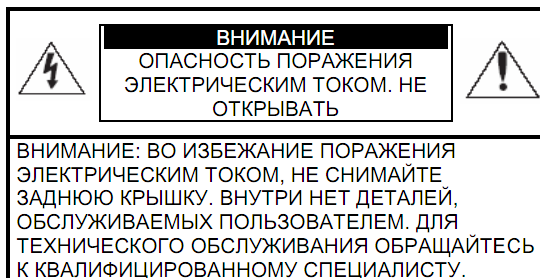 ВНИМАНИЕ
ОПАСНОСТЬ ПОРАЖЕНИЯ
ЭЛЕКТРИЧЕСКИМ ТОКОМ. НЕ
ОТКРЫВАТЬ
ВНИМАНИЕ: ВО ИЗБЕЖАНИЕ ПОРАЖЕНИЯ
ЭЛЕКТРИЧЕСКИМ ТОКОМ, НЕ СНИМАЙТЕ
ЗАДНЮЮ КРЫШКУ. ВНУТРИ НЕТ ДЕТАЛЕЙ,
ОБСЛУЖИВАЕМЫХ ПОЛЬЗОВАТЕЛЕМ. ДЛЯ
ТЕХНИЧЕСКОГО ОБСЛУЖИВАНИЯ ОБРАЩАЙТЕСЬ
К КВАЛИФИЦИРОВАННОМУ СПЕЦИАЛИСТУ.